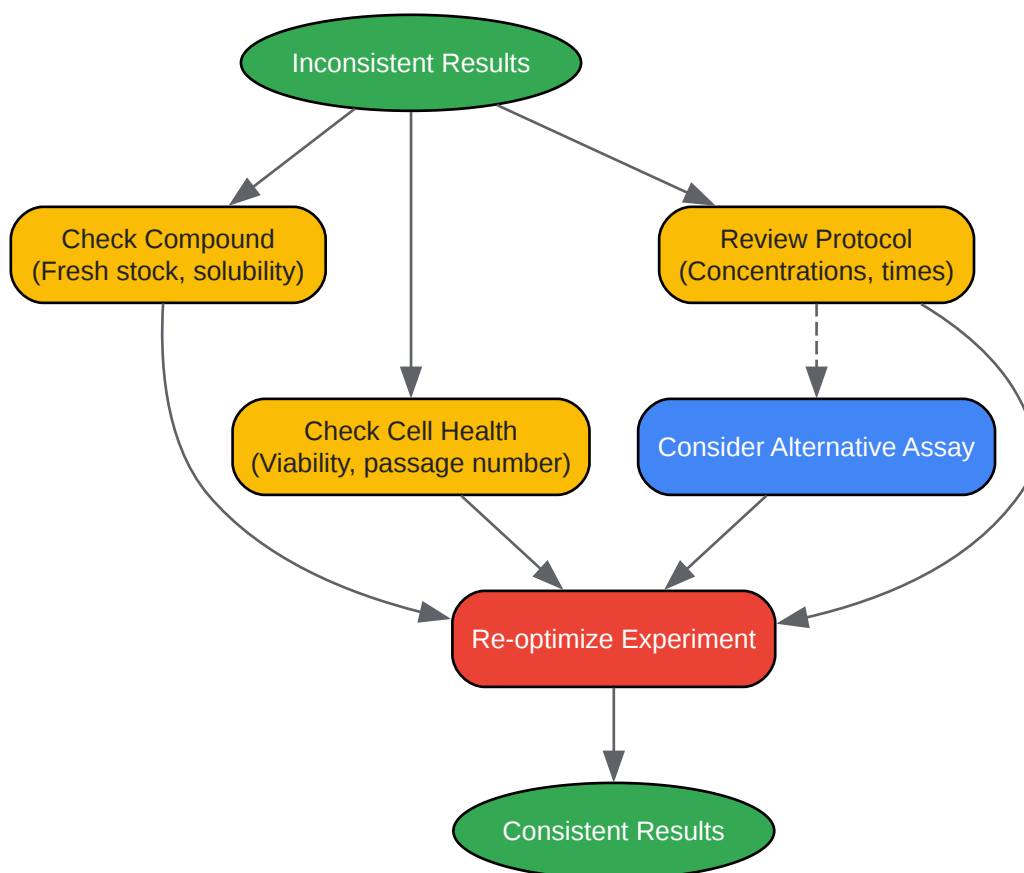 Inconsistent Results
Check Compound
(Fresh stock, solubility)
Review Protocol
(Concentrations, times)
Check Cell Health
(Viability, passage number)
Consider Alternative Assay
Re-optimize Experiment
Consistent Results